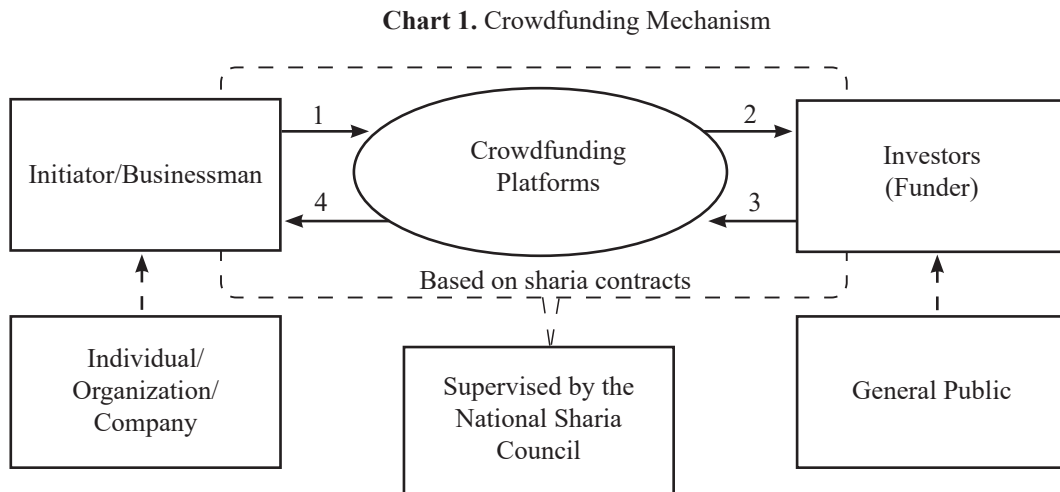 Chart 1. Crowdfunding Mechanism
1
2
Initiator/Businessman
Crowdfunding
Platforms
Investors
(Funder)
4
3
Based on sharia contracts
Individual/
Organization/
Company
Supervised by the
National Sharia
Council
General Public